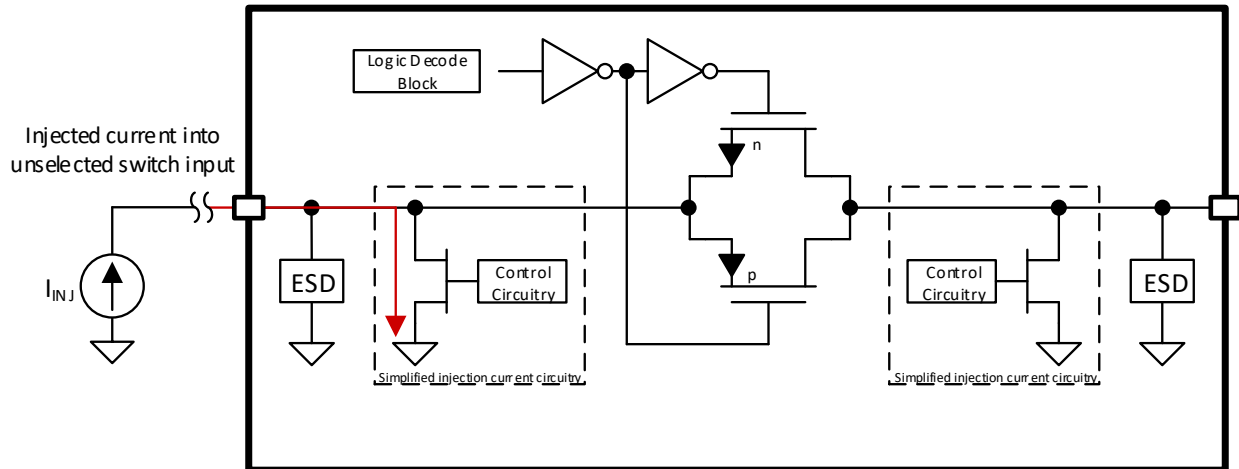 Logic Decode
Block
Injected current into
unselected switch input
n
p
I_INJ
ESD
Control
Circuitry
Simplified injection current circuitry
Control
Circuitry
ESD
Simplified injection current circuitry